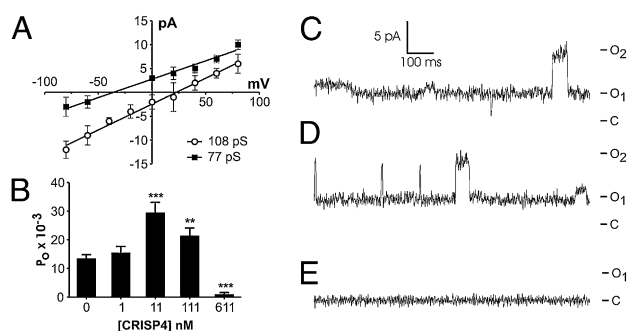 A
pA
15
10
5
-100
-50
50
100
mV
-5
-10
-15
108 pS
77 pS
B
P₀ x 10⁻³
40
30
20
10
0
***
**
***
0 1 11 111 611
[CRISP4] nM
C
5 pA
100 ms
O₂
O₁
C
D
O₂
O₁
C
E
O₁
C